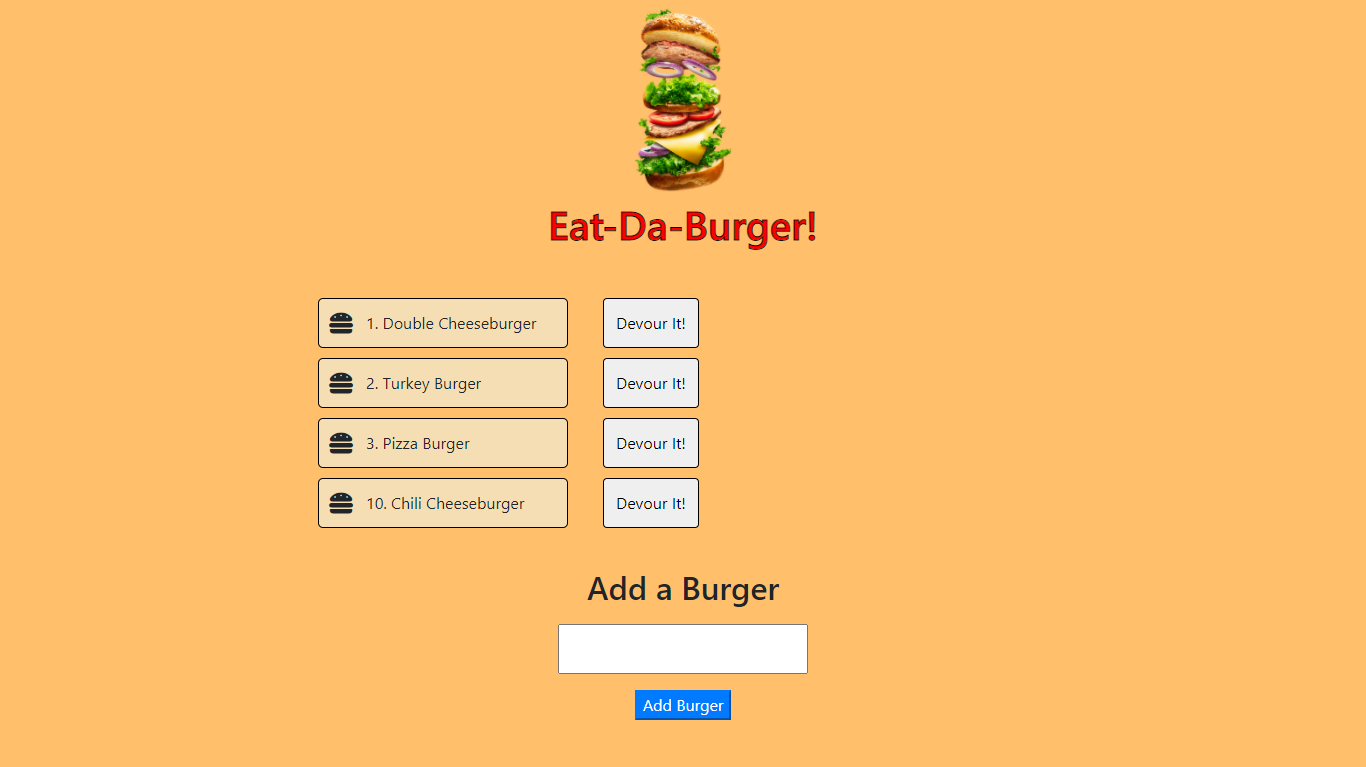 Eat-Da-Burger!
1. Double Cheeseburger Devour It!
2. Turkey Burger Devour It!
3. Pizza Burger Devour It!
10. Chili Cheeseburger Devour It!
Add a Burger
Add Burger